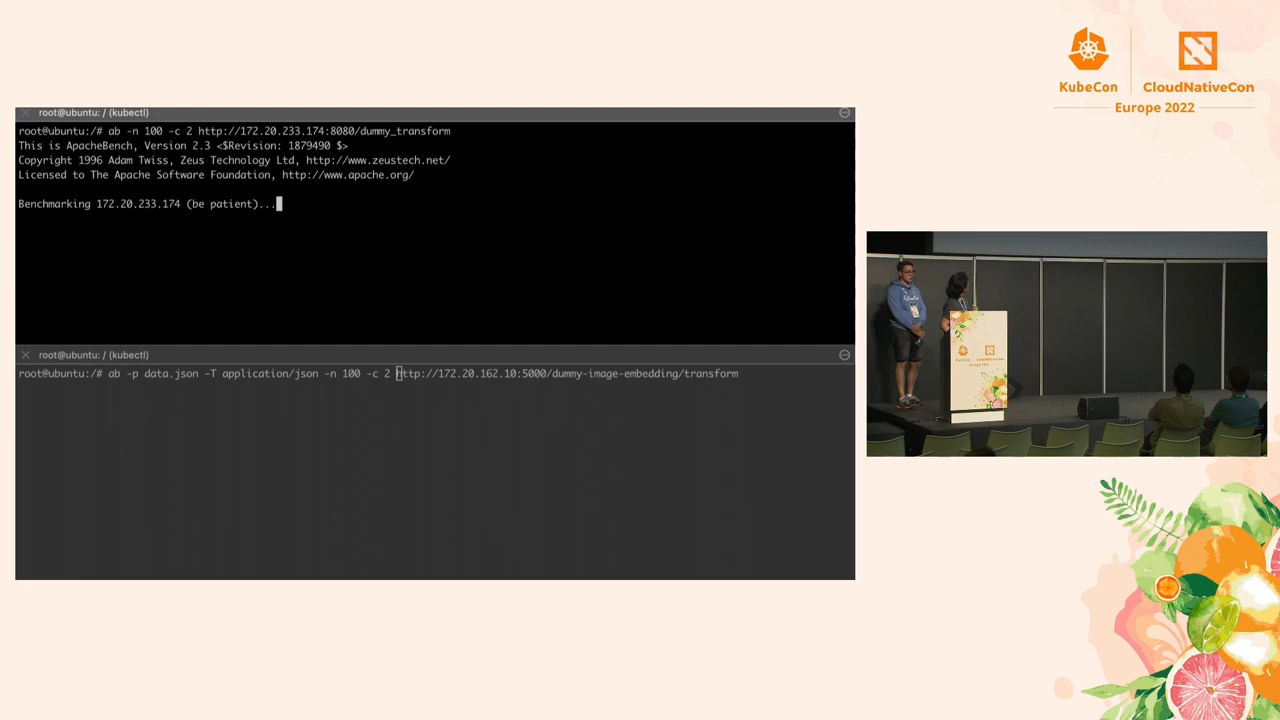 KubeCon
CloudNativeCon
Europe 2022
root@ubuntu: / (kubectl)
root@ubuntu:/# ab -n 100 -c 2 http://172.20.233.174:8080/dummy_transform
This is ApacheBench, Version 2.3 <$Revision: 1879490 $>
Copyright 1996 Adam Twiss, Zeus Technology Ltd, http://www.zeustech.net/
Licensed to The Apache Software Foundation, http://www.apache.org/
Benchmarking 172.20.233.174 (be patient)...
root@ubuntu: / (kubectl)
root@ubuntu:/# ab -p data.json -T application/json -n 100 -c 2 http://172.20.162.10:5000/dummy-image-embedding/transform